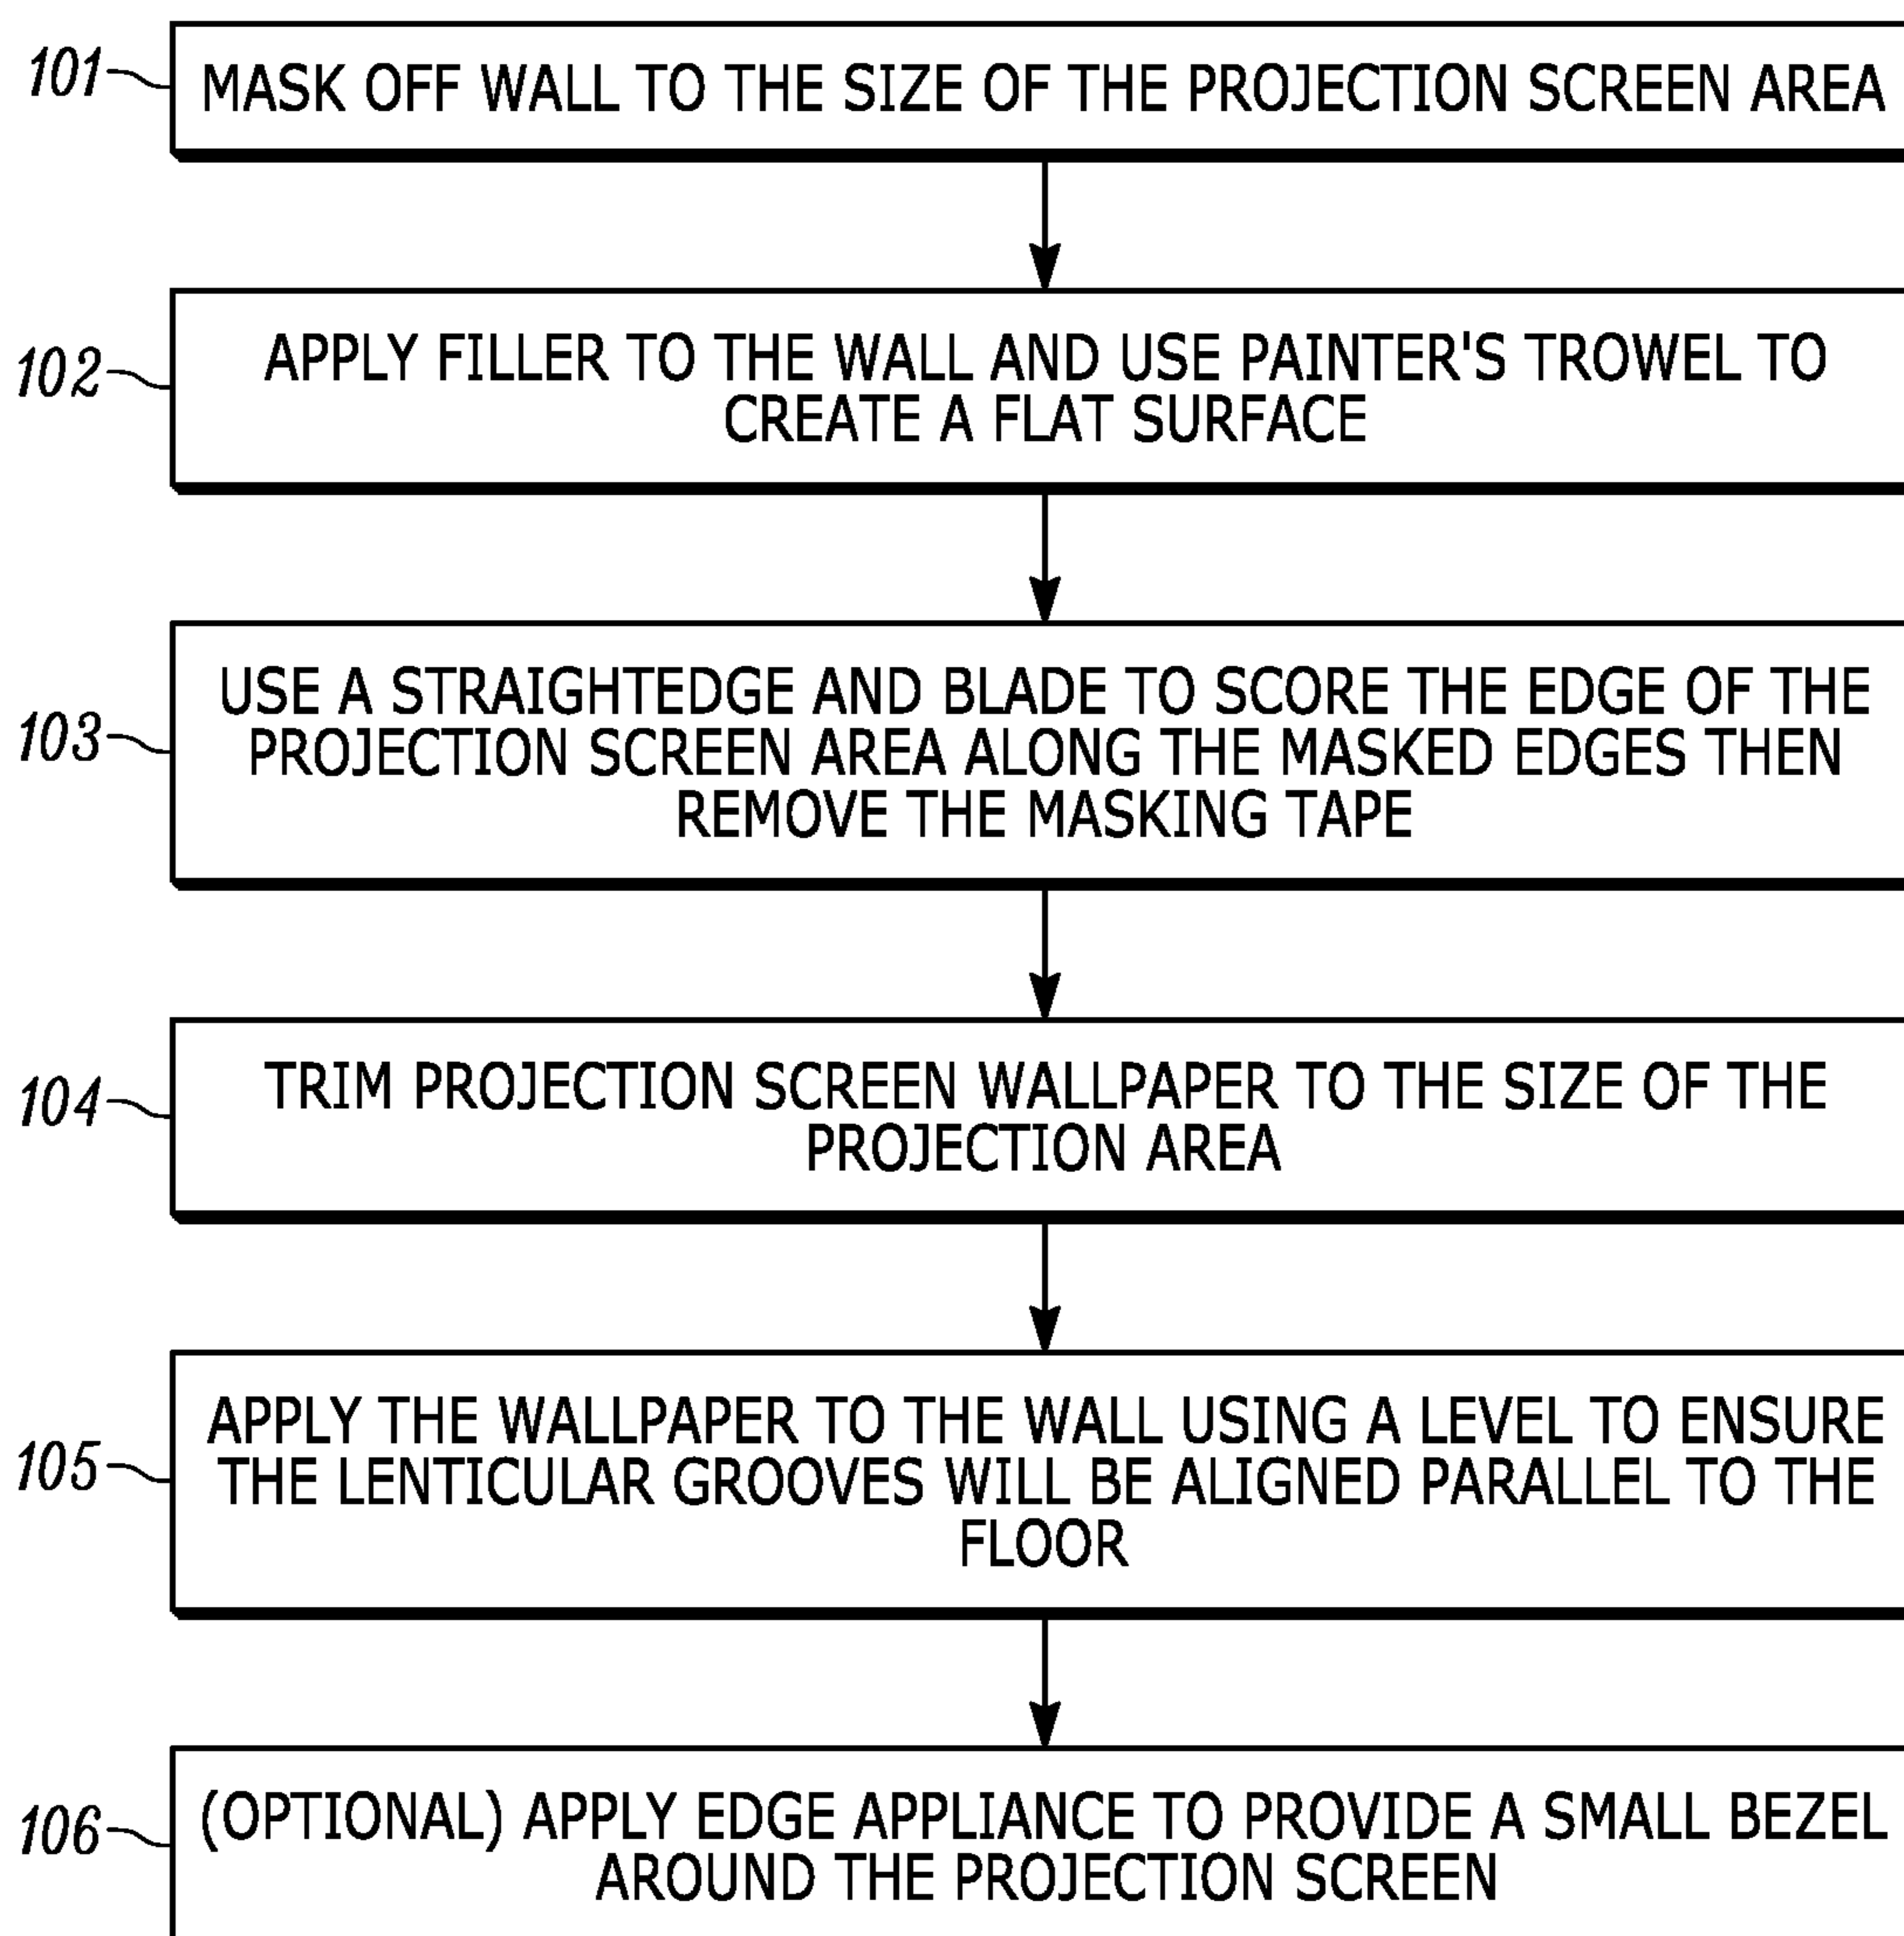 101
MASK OFF WALL TO THE SIZE OF THE PROJECTION SCREEN AREA
102
APPLY FILLER TO THE WALL AND USE PAINTER'S TROWEL TO
CREATE A FLAT SURFACE
103
USE A STRAIGHTEDGE AND BLADE TO SCORE THE EDGE OF THE
PROJECTION SCREEN AREA ALONG THE MASKED EDGES THEN
REMOVE THE MASKING TAPE
104
TRIM PROJECTION SCREEN WALLPAPER TO THE SIZE OF THE
PROJECTION AREA
105
APPLY THE WALLPAPER TO THE WALL USING A LEVEL TO ENSURE
THE LENTICULAR GROOVES WILL BE ALIGNED PARALLEL TO THE
FLOOR
106
(OPTIONAL) APPLY EDGE APPLIANCE TO PROVIDE A SMALL BEZEL
AROUND THE PROJECTION SCREEN